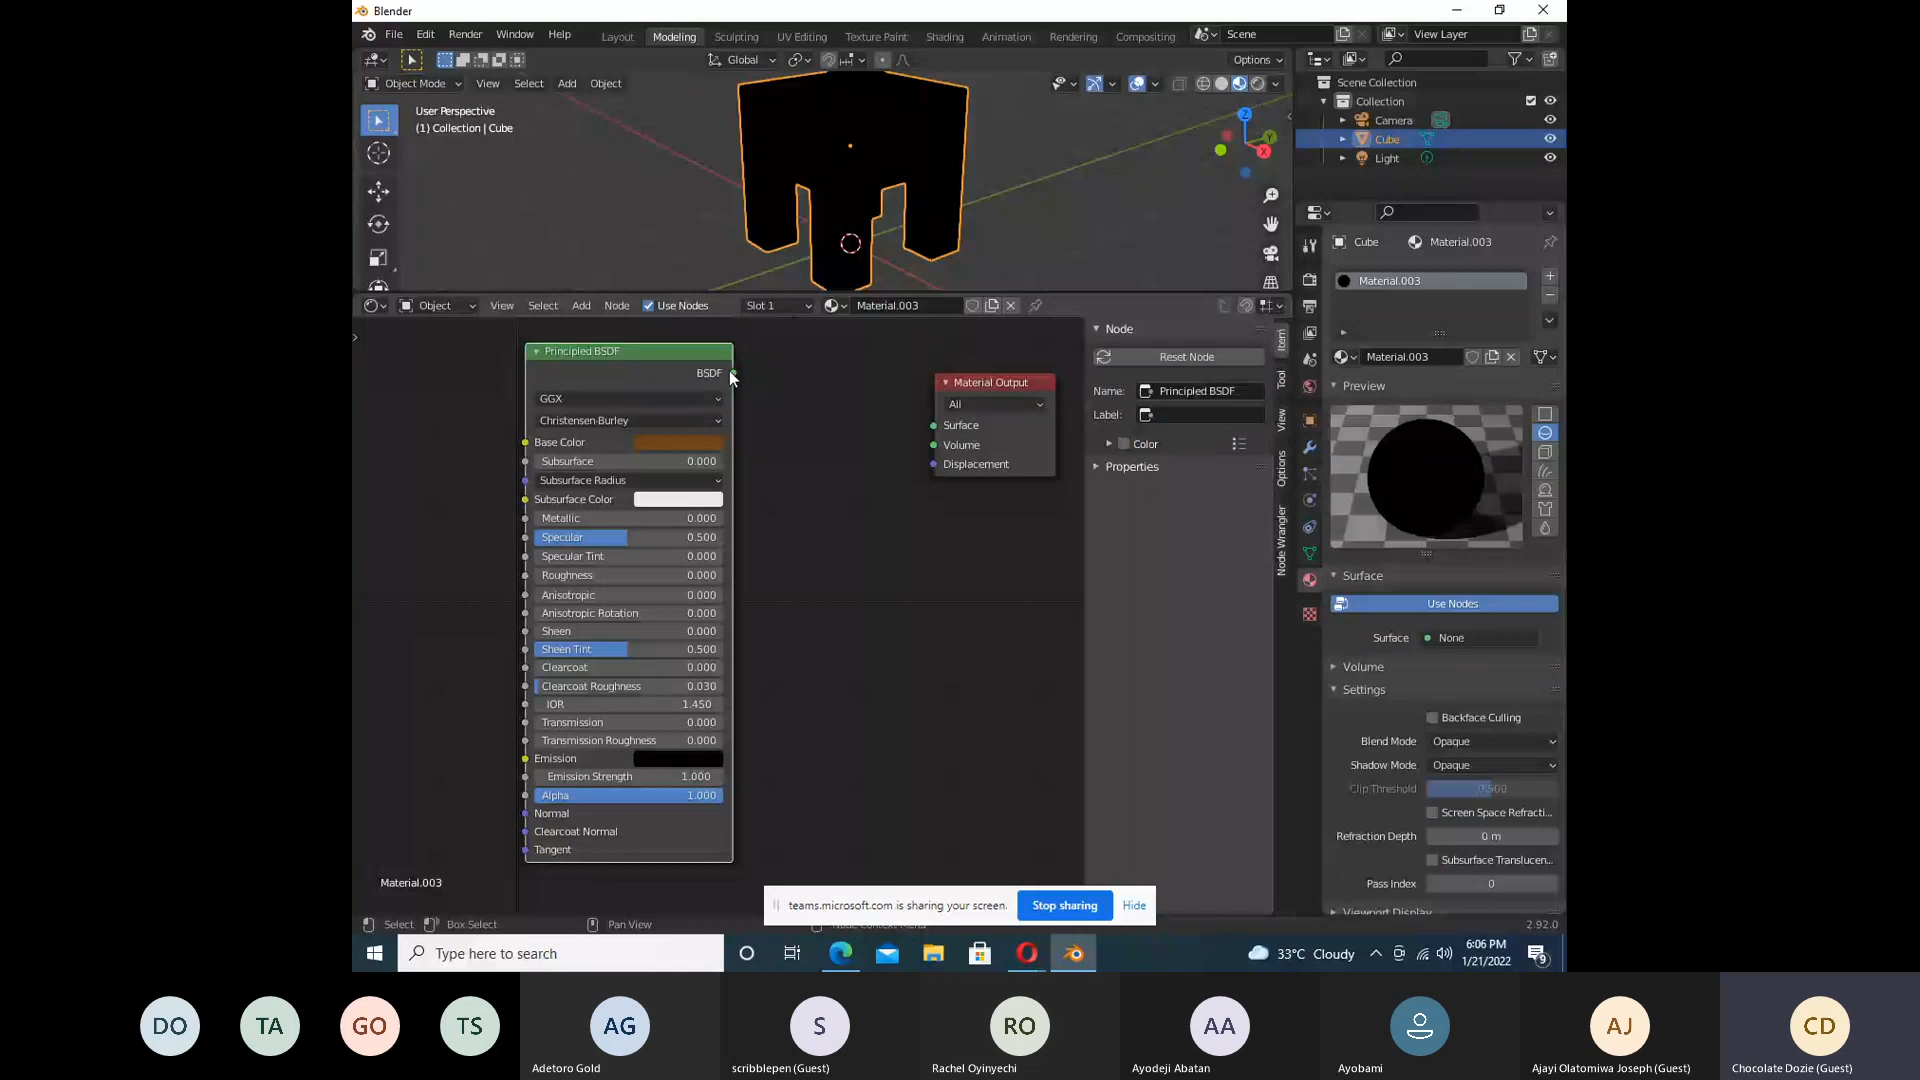 Blender
File Edit Render Window Help Layout Modeling Sculpting UV Editing Texture Paint Shading Animation Rendering Compositing Scene View Layer
Global Options
Object Mode View Select Add Object
User Perspective
(1) Collection | Cube
Z
Y
X
Scene Collection
Collection
Camera
Cube
Light
Cube Material.003
Material.003
Material.003
Preview
Object View Select Add Node Use Nodes Slot 1 Material.003
Principled BSDF
BSDF
GGX
Christensen-Burley
Base Color
Subsurface 0.000
Subsurface Radius
Subsurface Color
Metallic 0.000
Specular 0.500
Specular Tint 0.000
Roughness 0.000
Anisotropic 0.000
Anisotropic Rotation 0.000
Sheen 0.000
Sheen Tint 0.500
Clearcoat 0.000
Clearcoat Roughness 0.030
IOR 1.450
Transmission 0.000
Transmission Roughness 0.000
Emission
Emission Strength 1.000
Alpha 1.000
Normal
Clearcoat Normal
Tangent
Material.003
Material Output
All
Surface
Volume
Displacement
Node
Reset Node
Name: Principled BSDF
Label:
Color
Properties
Item
Tool
View
Options
Node Wrangler
Surface
Use Nodes
Surface None
Volume
Settings
Backface Culling
Blend Mode Opaque
Shadow Mode Opaque
Clip Threshold 0.500
Screen Space Refracti...
Refraction Depth 0 m
Subsurface Translucen...
Pass Index 0
Viewport Display
teams.microsoft.com is sharing your screen. Stop sharing Hide
Select Box Select Pan View Node Context Menu 2.92.0
Type here to search 33°C Cloudy 6:06 PM
1/21/2022 9
DO TA GO TS AG S RO AA AJ CD
Adetoro Gold scribblepen (Guest) Rachel Oyinyechi Ayodeji Abatan Ayobami Ajayi Olatomiwa Joseph (Guest) Chocolate Dozie (Guest)